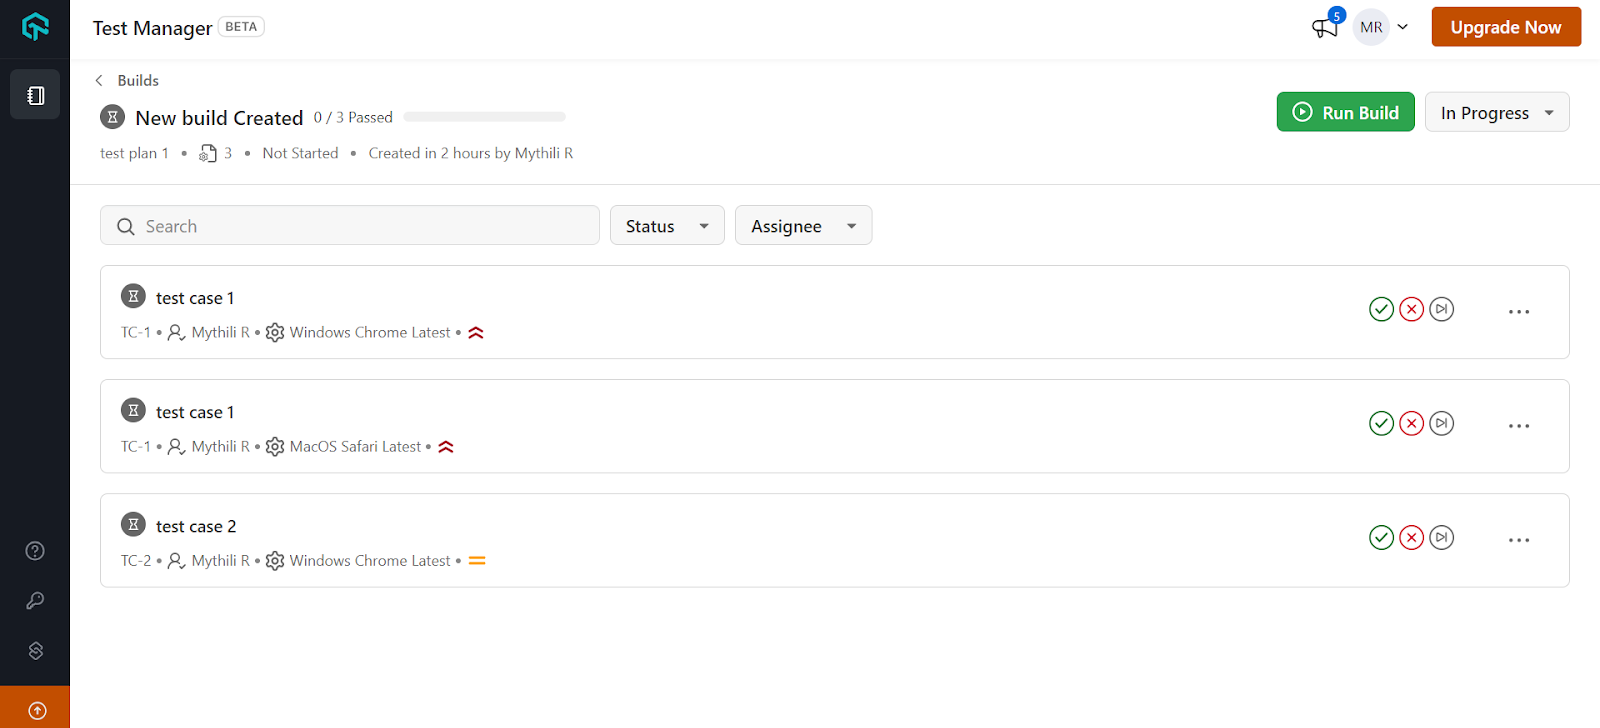 Test Manager BETA
5
MR
Upgrade Now
Builds
New build Created 0 / 3 Passed
Run Build
In Progress
test plan 1 • 3 • Not Started • Created in 2 hours by Mythili R
Search
Status
Assignee
test case 1
TC-1 • Mythili R • Windows Chrome Latest •
test case 1
TC-1 • Mythili R • MacOS Safari Latest •
test case 2
TC-2 • Mythili R • Windows Chrome Latest •